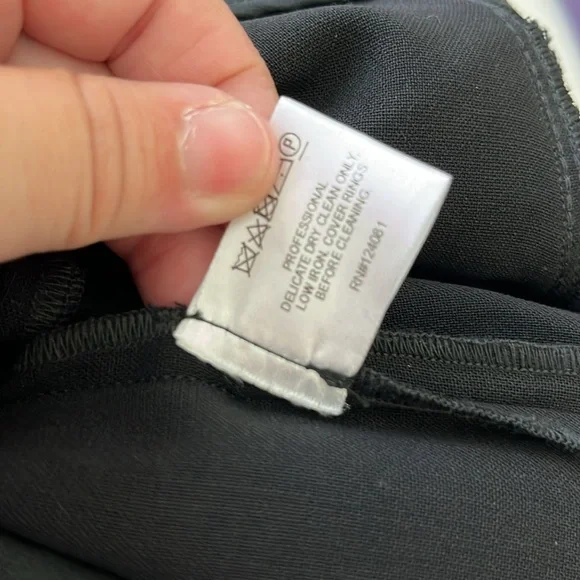 P
PROFESSIONAL
DELICATE DRY CLEAN ONLY.
LOW IRON. COVER RINGS
BEFORE CLEANING
RN#124081